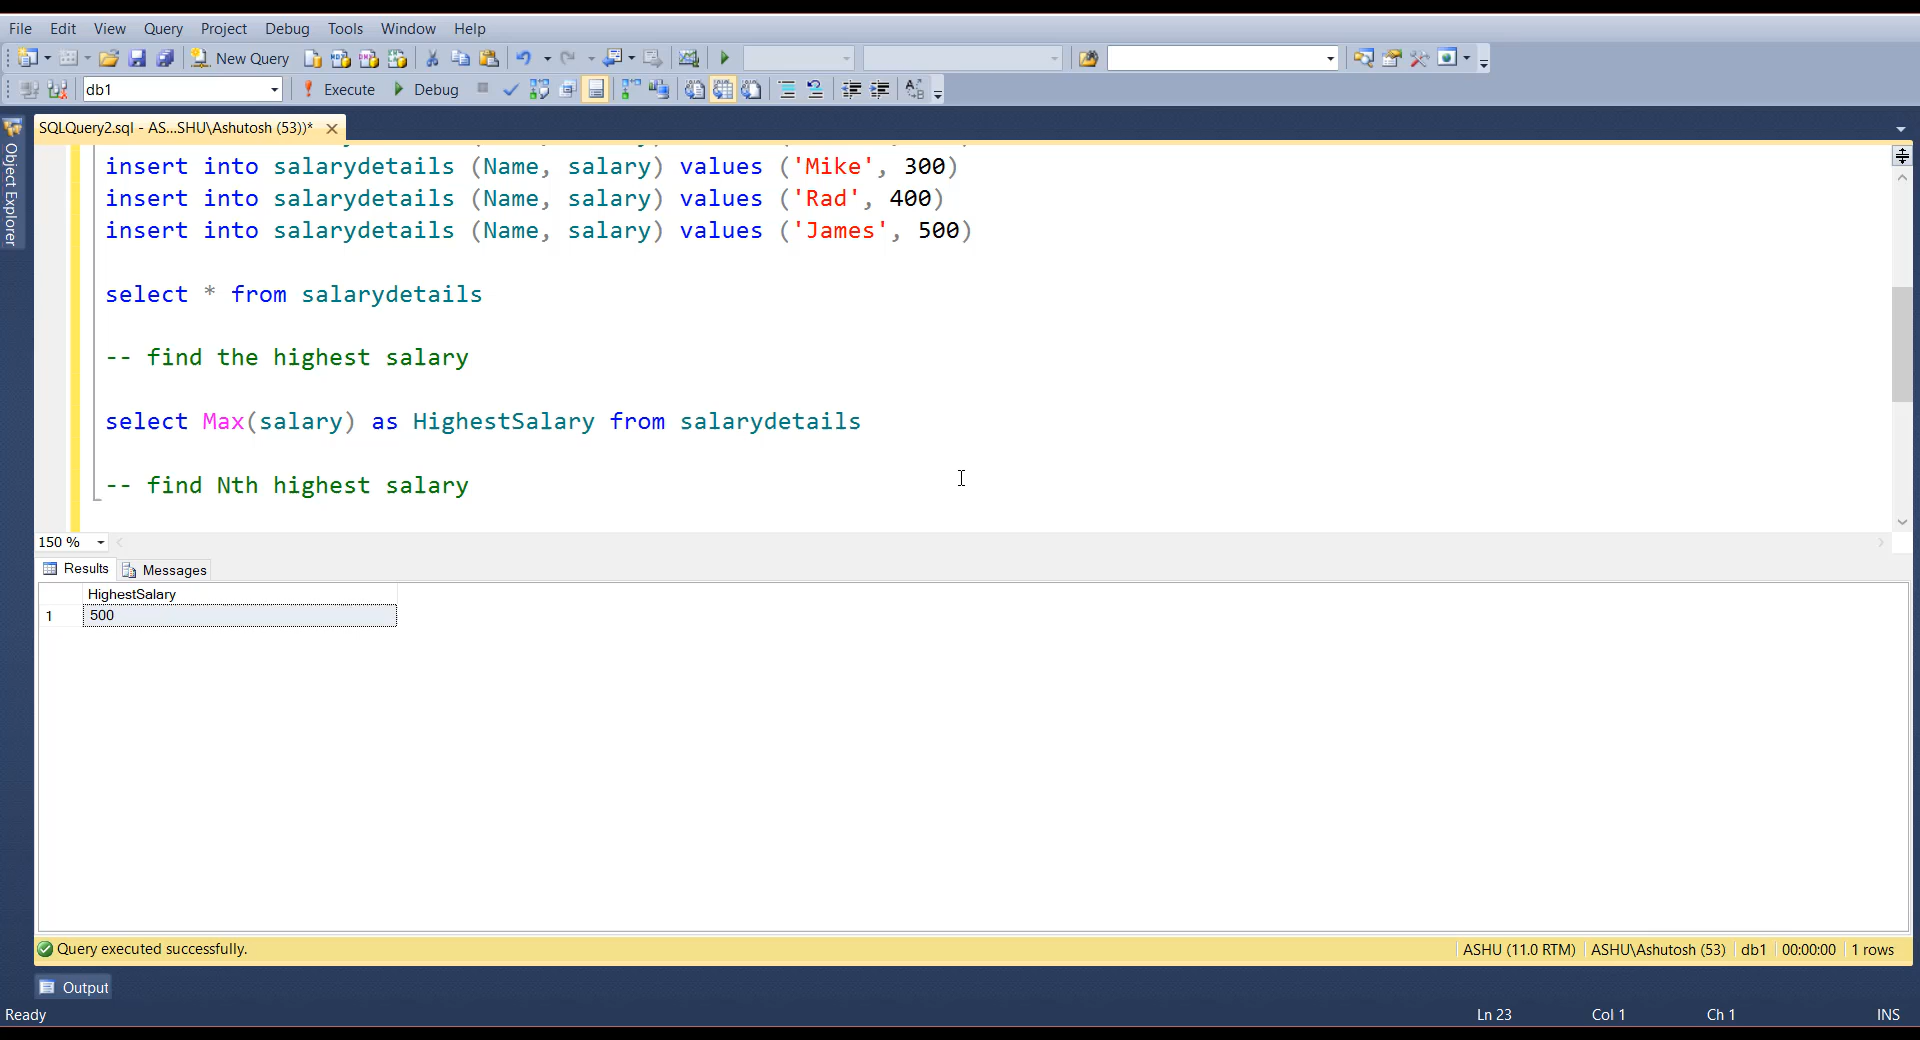 File Edit View Query Project Debug Tools Window Help
New Query
db1 Execute Debug
SQLQuery2.sql - AS...SHU\Ashutosh (53))*
Object Explorer
insert into salarydetails (Name, salary) values ('Mike', 300)
insert into salarydetails (Name, salary) values ('Rad', 400)
insert into salarydetails (Name, salary) values ('James', 500)
select * from salarydetails
-- find the highest salary
select Max(salary) as HighestSalary from salarydetails
-- find Nth highest salary
150 %
Results Messages
HighestSalary
1 500
Query executed successfully. ASHU (11.0 RTM) ASHU\Ashutosh (53) db1 00:00:00 1 rows
Output
Ready Ln 23 Col 1 Ch 1 INS